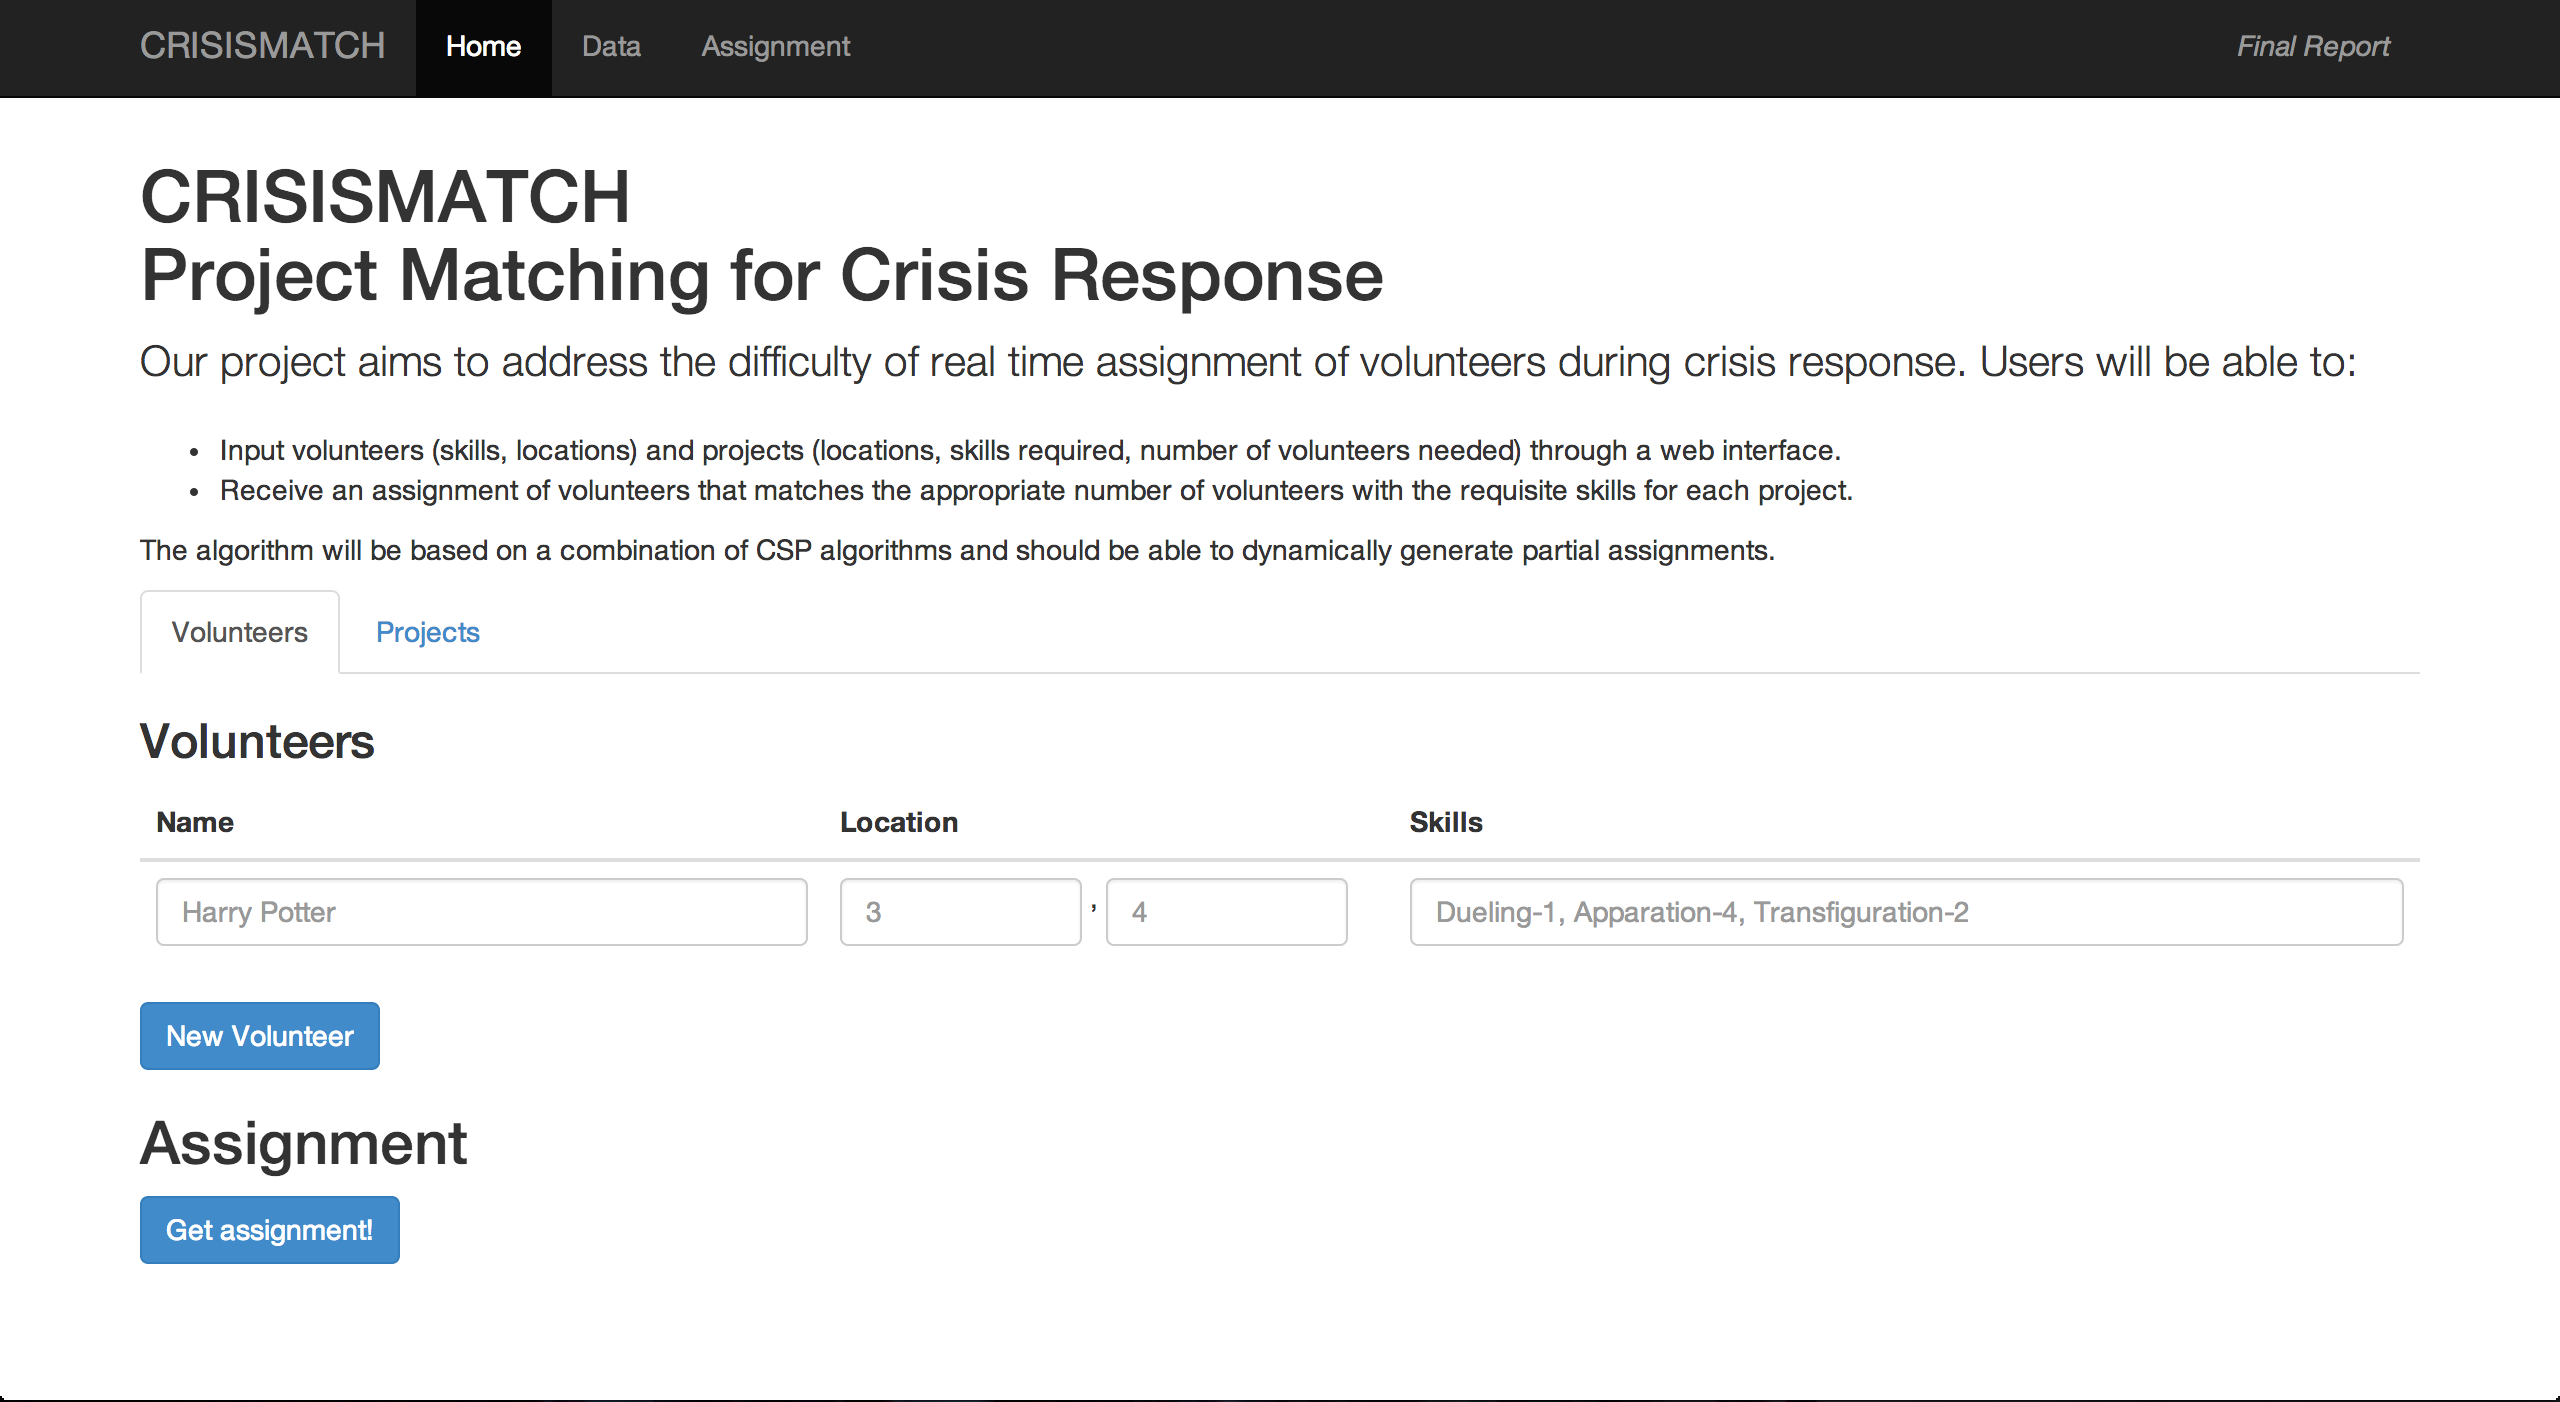 CRISISMATCH Home Data Assignment Final Report
CRISISMATCH
Project Matching for Crisis Response
Our project aims to address the difficulty of real time assignment of volunteers during crisis response. Users will be able to:
• Input volunteers (skills, locations) and projects (locations, skills required, number of volunteers needed) through a web interface.
• Receive an assignment of volunteers that matches the appropriate number of volunteers with the requisite skills for each project.
The algorithm will be based on a combination of CSP algorithms and should be able to dynamically generate partial assignments.
Volunteers Projects
Volunteers
Name Location Skills
Harry Potter 3 , 4 Dueling-1, Apparation-4, Transfiguration-2
New Volunteer
Assignment
Get assignment!